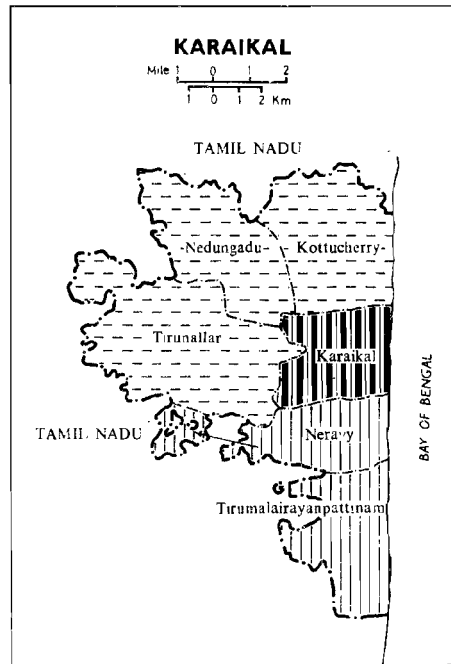 KARAIKAL
Mile 1 0 1 2
1 0 1 2 Km
TAMIL NADU
Nedungadu
Kottucherry
Tirunallar
Karaikal
TAMIL NADU
Neravy
BAY OF BENGAL
Tirumalairayanpattinam